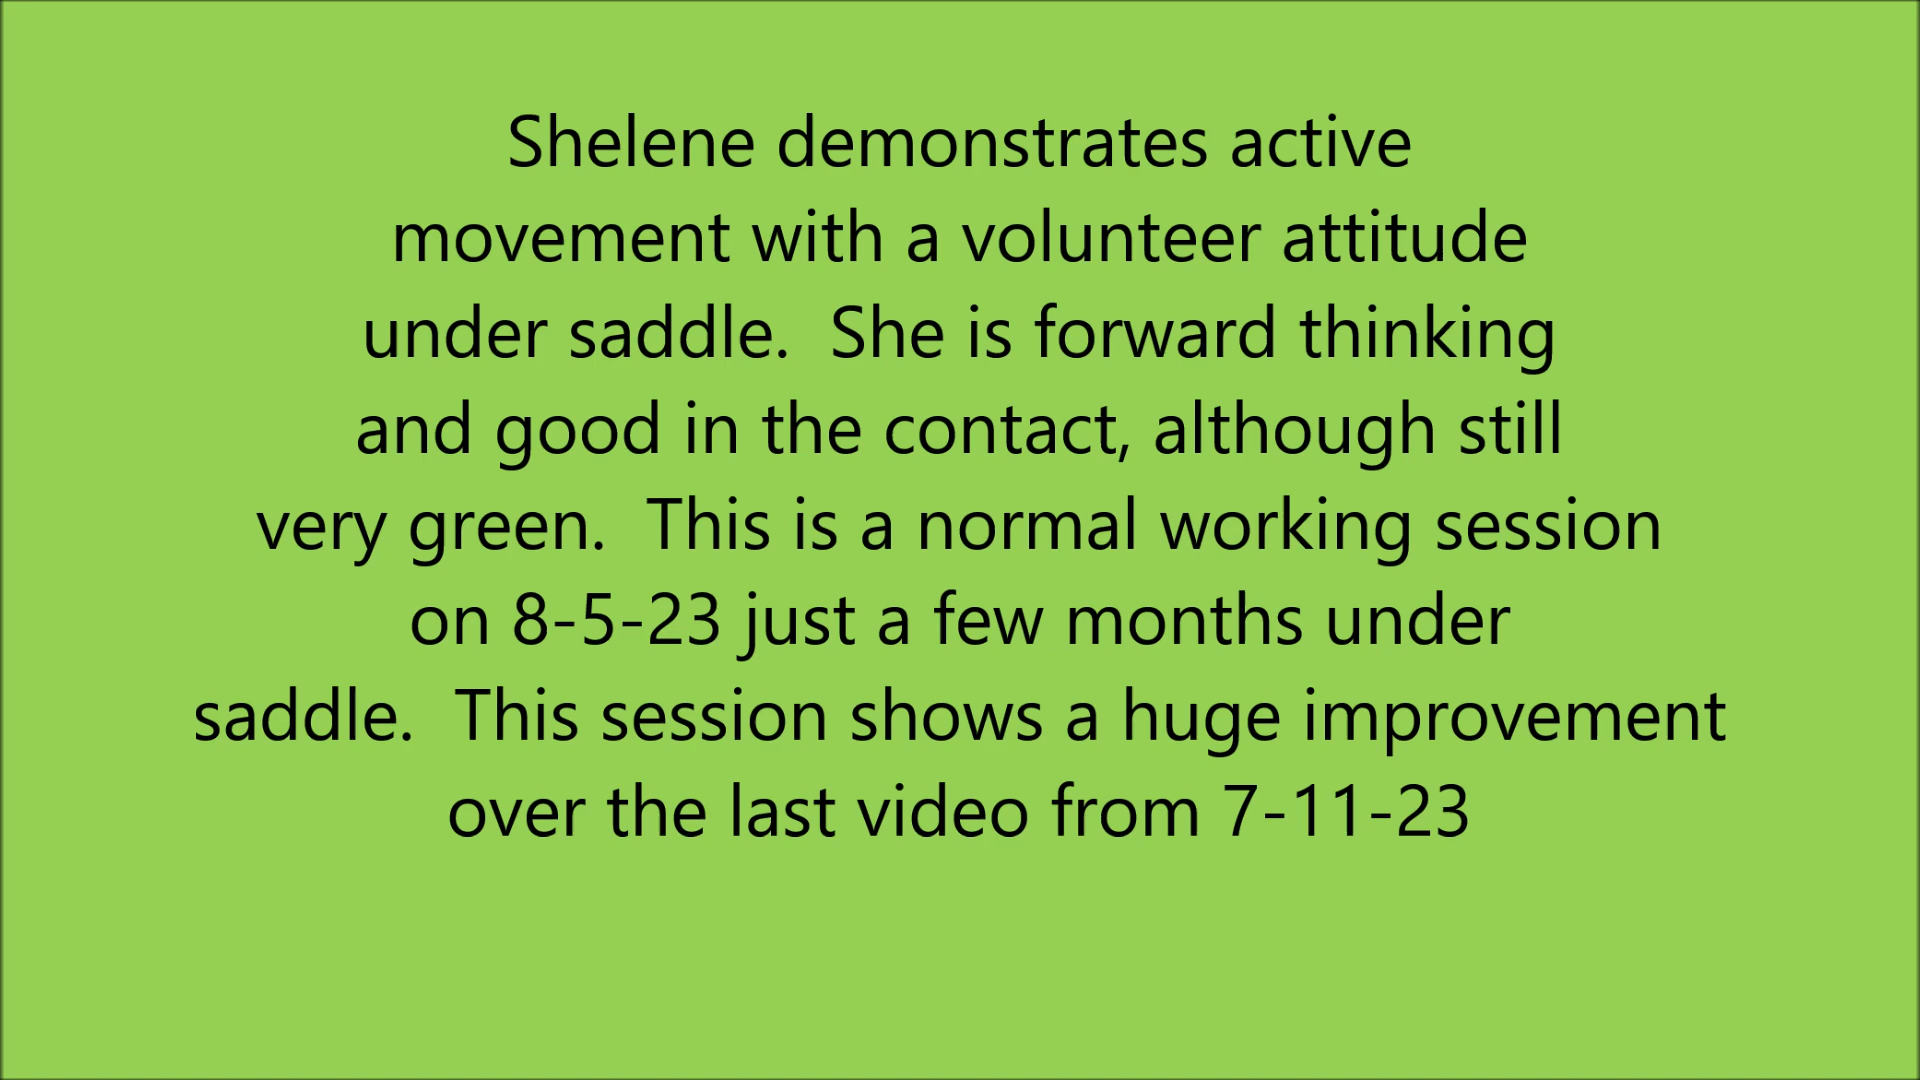 Shelene demonstrates active
movement with a volunteer attitude
under saddle.  She is forward thinking
and good in the contact, although still
very green.  This is a normal working session
on 8-5-23 just a few months under
saddle.  This session shows a huge improvement
over the last video from 7-11-23